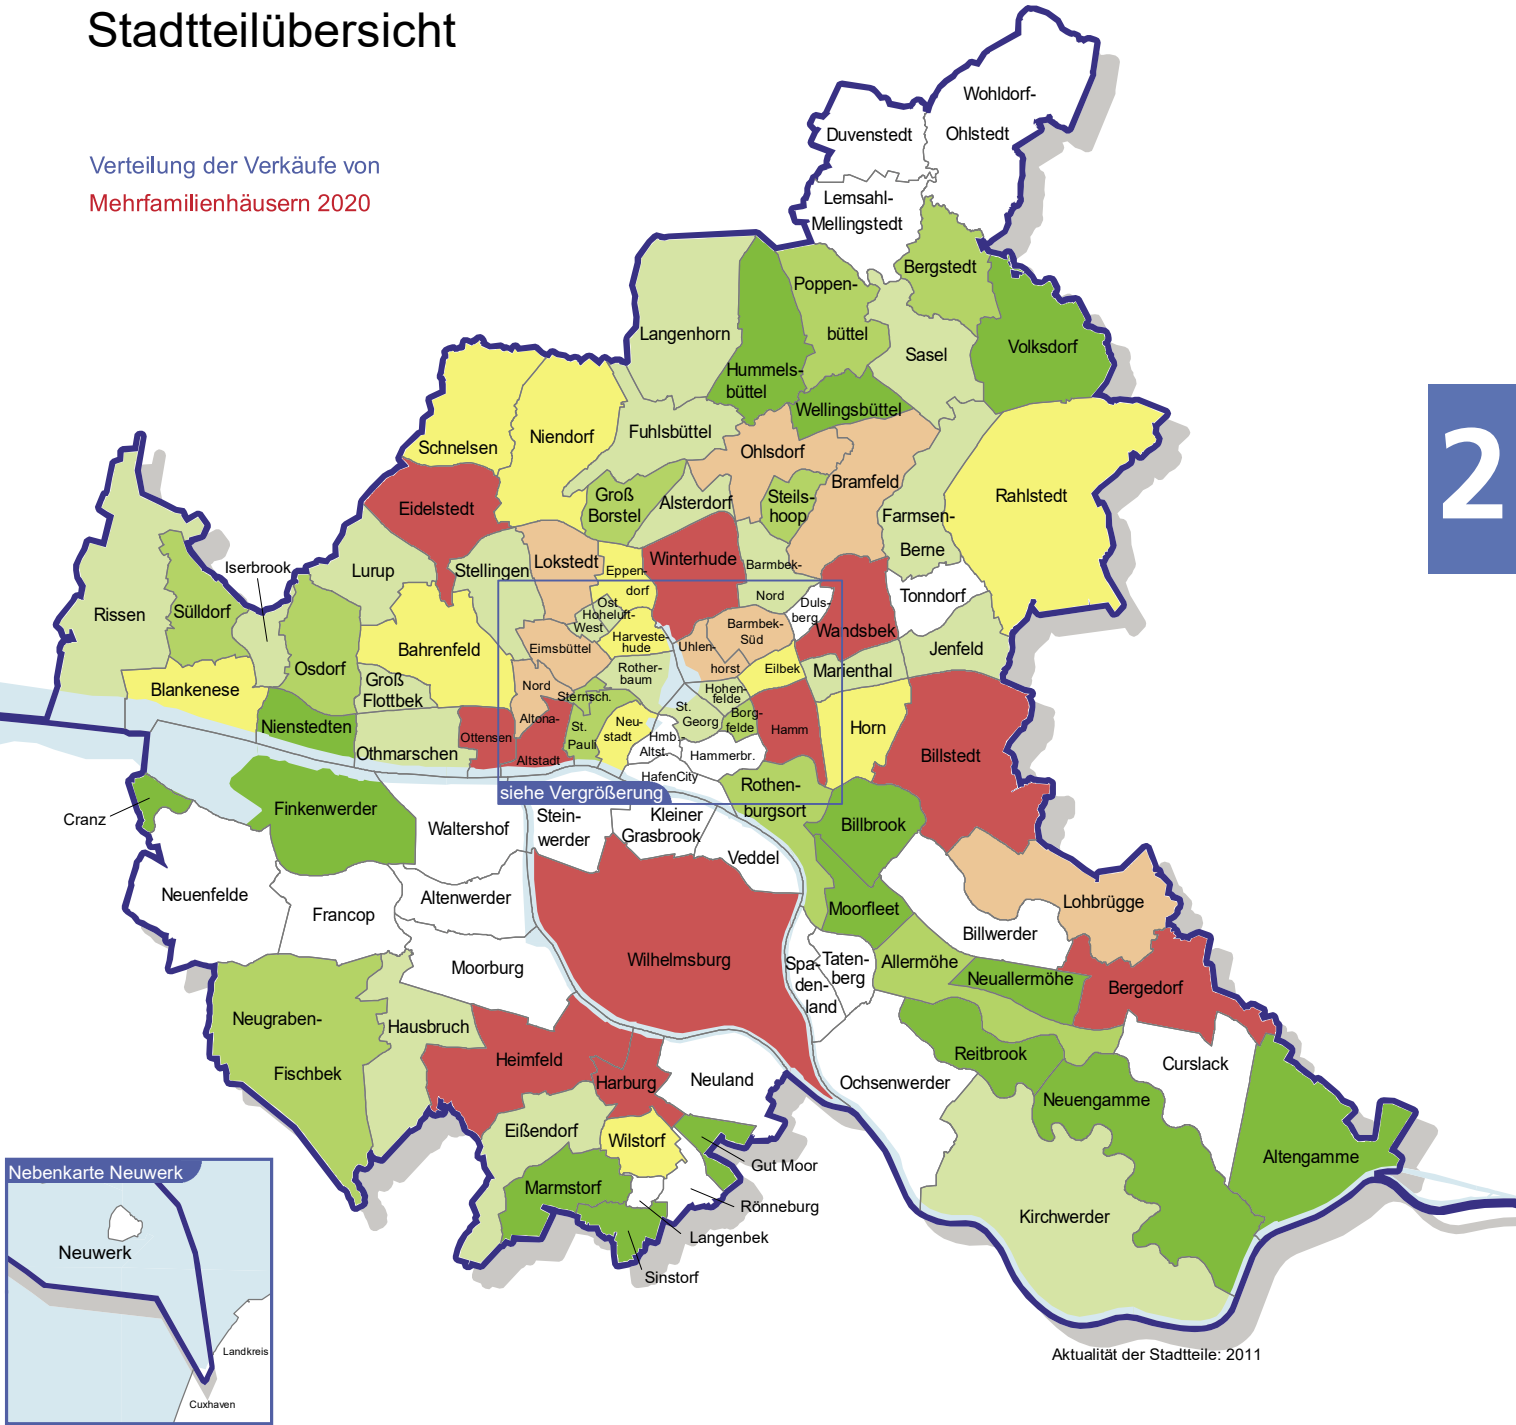 Stadtteilübersicht
Verteilung der Verkäufe von
Mehrfamilienhäusern 2020
2
Wohldorf-
Ohlstedt
Duvenstedt
Lemsahl-
Mellingstedt
Bergstedt
Poppen-
büttel
Langenhorn
Hummels-
büttel
Sasel
Volksdorf
Wellingsbüttel
Schnelsen
Niendorf
Fuhlsbüttel
Ohlsdorf
Bramfeld
Rahlstedt
Eidelstedt
Groß
Borstel
Alsterdorf
Steils-
hoop
Farmsen-
Berne
Iserbrook
Lurup
Stellingen
Lokstedt
Eppen-
dorf
Winterhude
Barmbek-
Nord
Duls-
berg
Tonndorf
Rissen
Sülldorf
Ost
Hoheluft-
West
Harveste-
hude
Barmbek-
Süd
Wandsbek
Osdorf
Bahrenfeld
Eimsbüttel
Uhlen-
horst
Eilbek
Marienthal
Jenfeld
Blankenese
Groß
Flottbek
Nord
Rother-
baum
Hohen-
felde
Sternsch.
Nienstedten
Othmarschen
Ottensen
Altona-
Altstadt
St.
Pauli
Neu-
stadt
St.
Georg
Borg-
felde
Hamm
Horn
Billstedt
Hmb.-
Altst.
Hammerbr.
HafenCity
siehe Vergrößerung
Rothen-
burgsort
Cranz
Finkenwerder
Waltershof
Stein-
werder
Kleiner
Grasbrook
Veddel
Billbrook
Neuenfelde
Francop
Altenwerder
Moorfleet
Billwerder
Lohbrügge
Moorburg
Wilhelmsburg
Spa-
den-
land
Taten-
berg
Allermöhe
Neuallermöhe
Bergedorf
Neugraben-
Fischbek
Hausbruch
Heimfeld
Harburg
Neuland
Ochsenwerder
Reitbrook
Curslack
Neuengamme
Eißendorf
Wilstorf
Gut Moor
Altengamme
Marmstorf
Rönneburg
Langenbek
Sinstorf
Kirchwerder
Nebenkarte Neuwerk
Neuwerk
Landkreis
Cuxhaven
Aktualität der Stadtteile: 2011